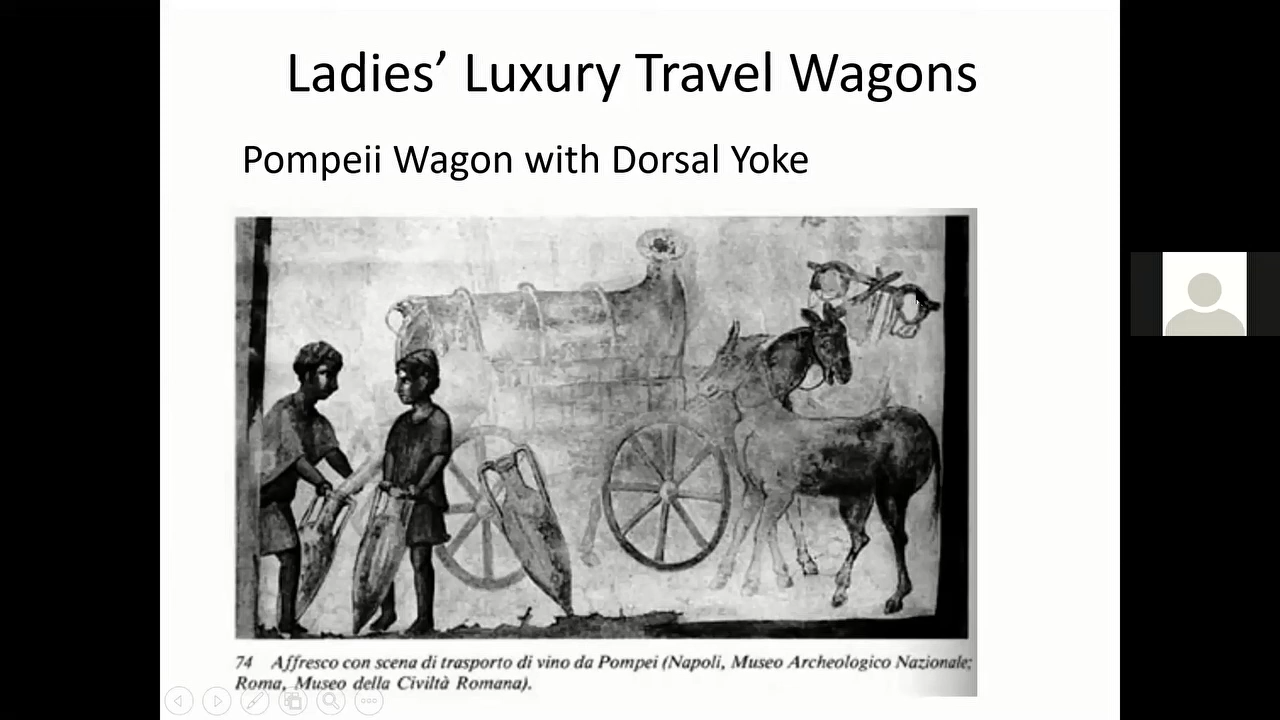 Ladies’ Luxury Travel Wagons
Pompeii Wagon with Dorsal Yoke
74 Affresco con scena di trasporto di vino da Pompei (Napoli, Museo Archeologico Nazionale;
Roma, Museo della Civiltà Romana).